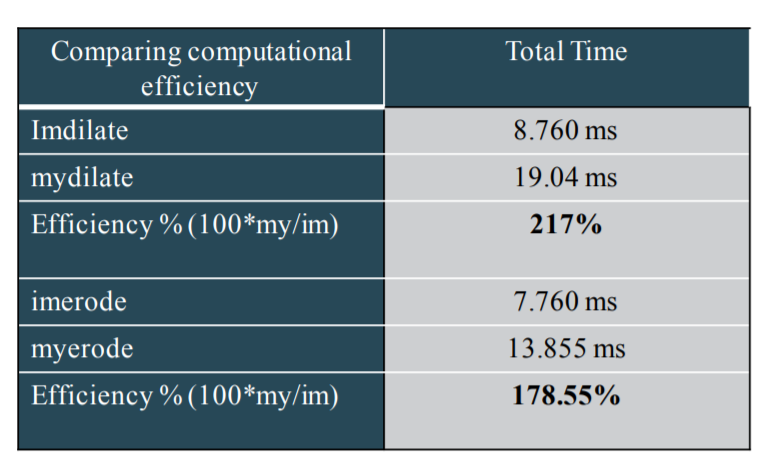 Comparing computational
efficiency
Total Time
Imdilate
8.760 ms
mydilate
19.04 ms
Efficiency % (100*my/im)
217%
imerode
7.760 ms
myerode
13.855 ms
Efficiency % (100*my/im)
178.55%